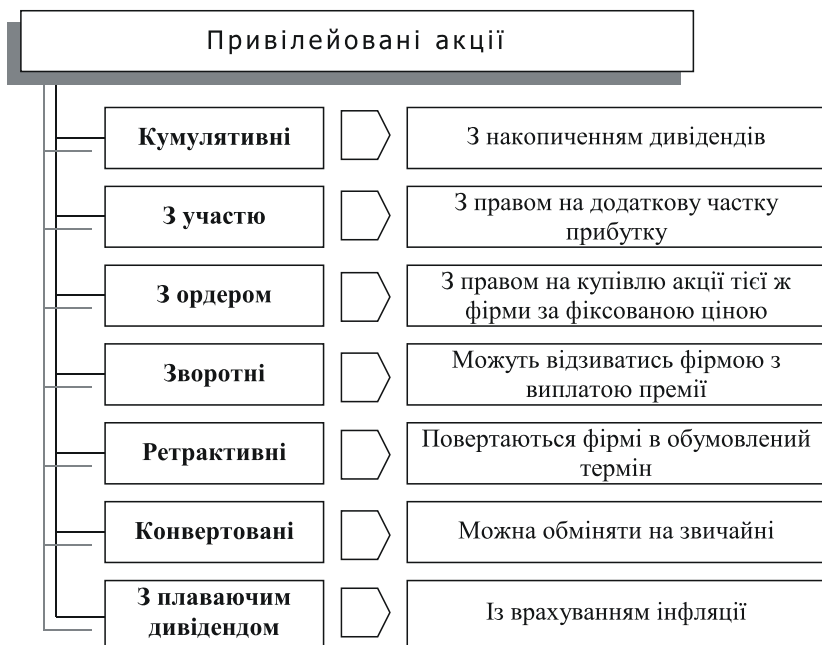 Привілейовані акції
Кумулятивні
З накопиченням дивідендів
З участю
З правом на додаткову частку
прибутку
З ордером
З правом на купівлю акції тієї ж
фірми за фіксованою ціною
Зворотні
Можуть відзиватись фірмою з
виплатою премії
Ретрактивні
Повертаються фірмі в обумовлений
термін
Конвертовані
Можна обміняти на звичайні
З плаваючим
дивідендом
Із врахуванням інфляції